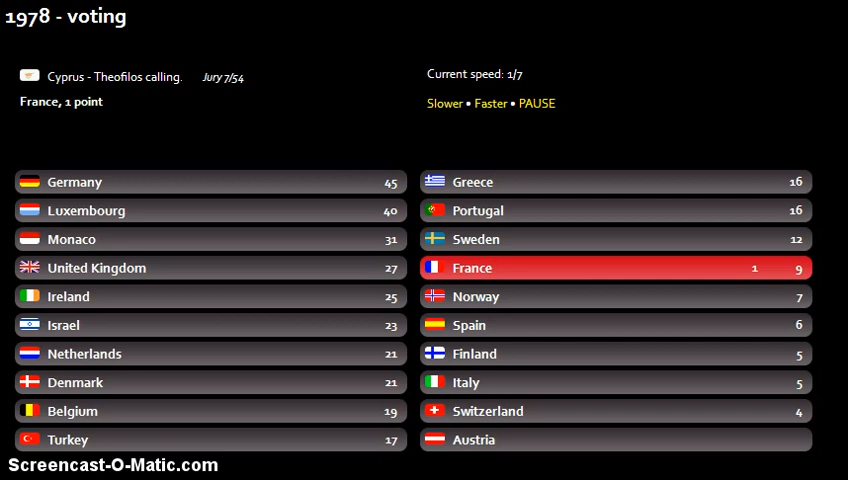 1978 - voting
Cyprus - Theofilos calling. Jury 7/54
France, 1 point
Current speed: 1/7
Slower • Faster • PAUSE
Germany 45
Luxembourg 40
Monaco 31
United Kingdom 27
Ireland 25
Israel 23
Netherlands 21
Denmark 21
Belgium 19
Turkey 17
Greece 16
Portugal 16
Sweden 12
France 1 9
Norway 7
Spain 6
Finland 5
Italy 5
Switzerland 4
Austria
Screencast-O-Matic.com